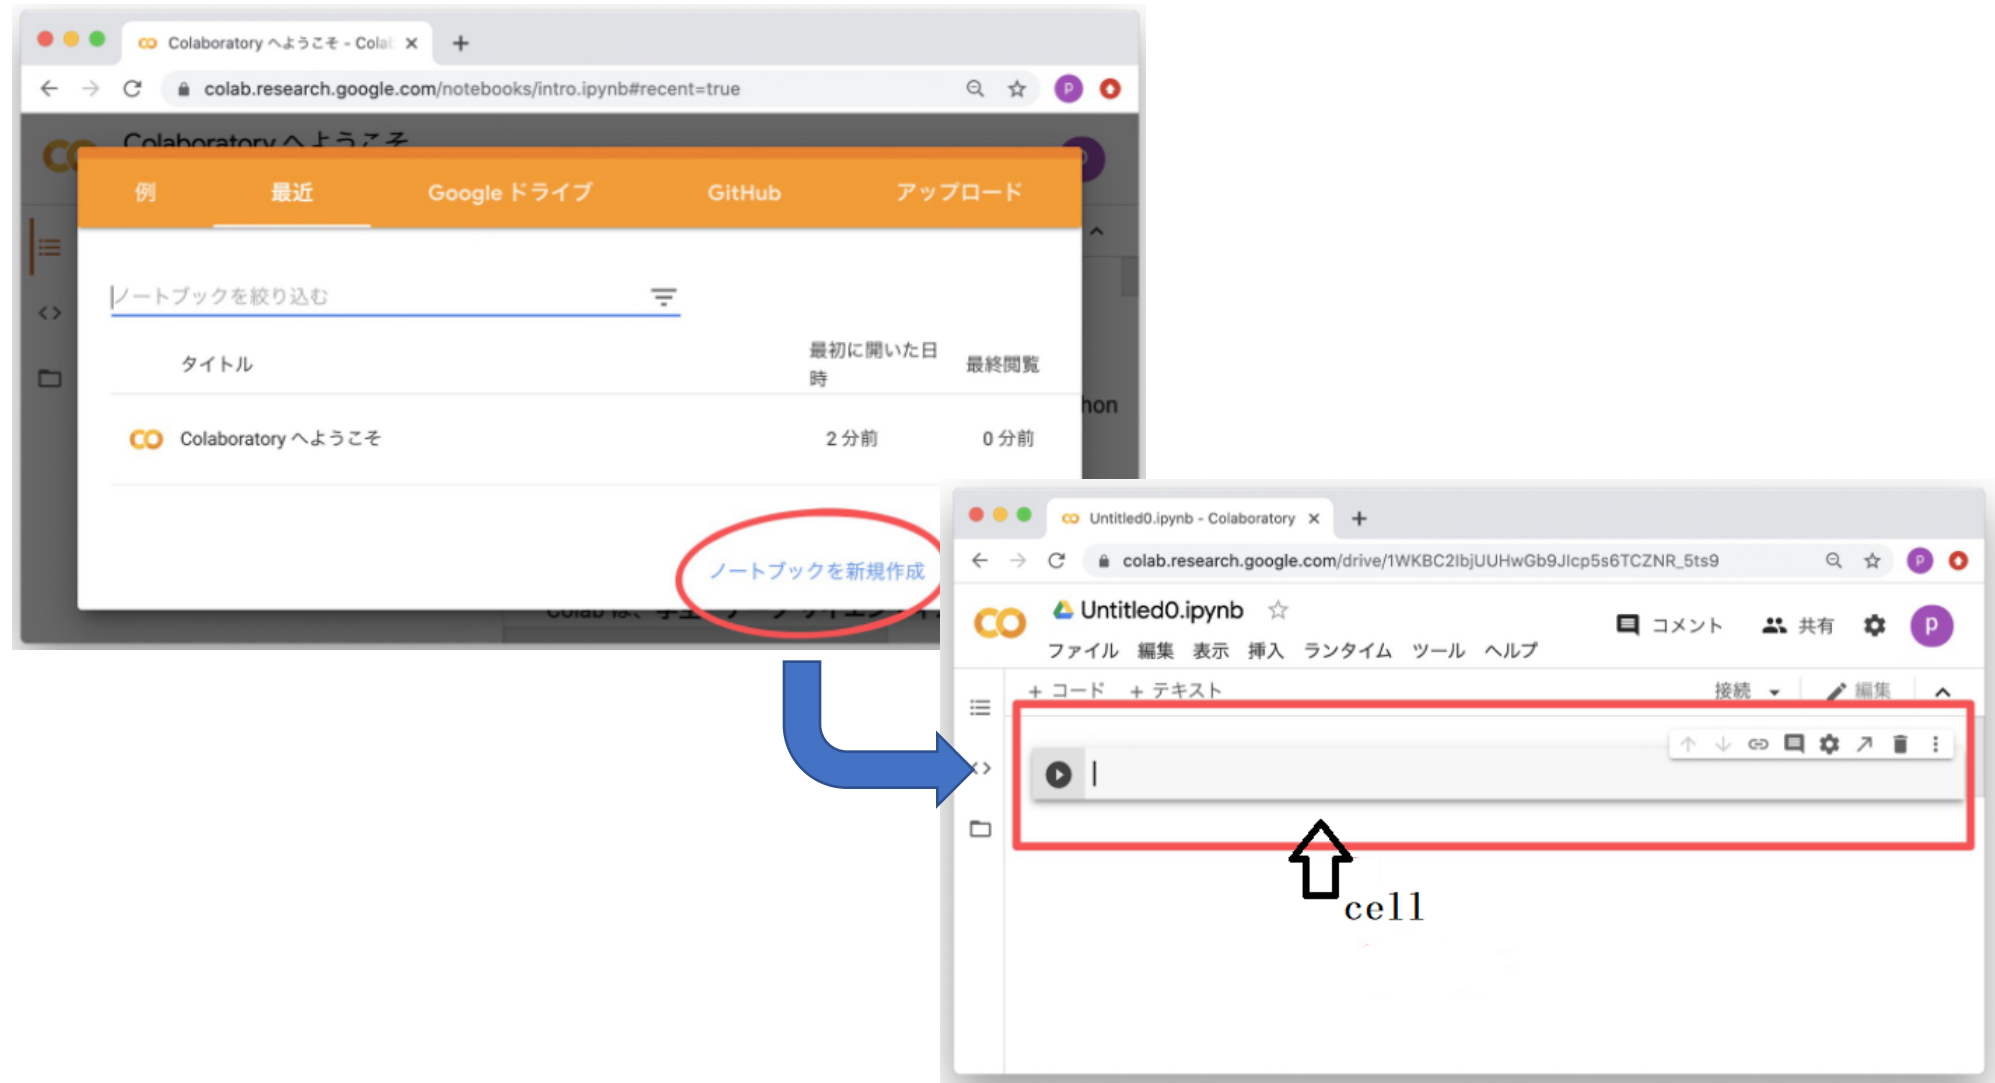 Colaboratory へようこそ - Cola
colab.research.google.com/notebooks/intro.ipynb#recent=true
P
Colaboratory へようこそ
例 最近 Google ドライブ GitHub アップロード
ノートブックを絞り込む
タイトル 最初に開いた日時 最終閲覧
hon
Colaboratory へようこそ 2 分前 0 分前
ノートブックを新規作成
Colab は、
Untitled0.ipynb - Colaboratory
colab.research.google.com/drive/1WKBC2IbjUUHwGb9JIcp5s6TCZNR_5ts9
P
Untitled0.ipynb
コメント 共有 P
ファイル 編集 表示 挿入 ランタイム ツール ヘルプ
+ コード + テキスト 接続 編集
cell